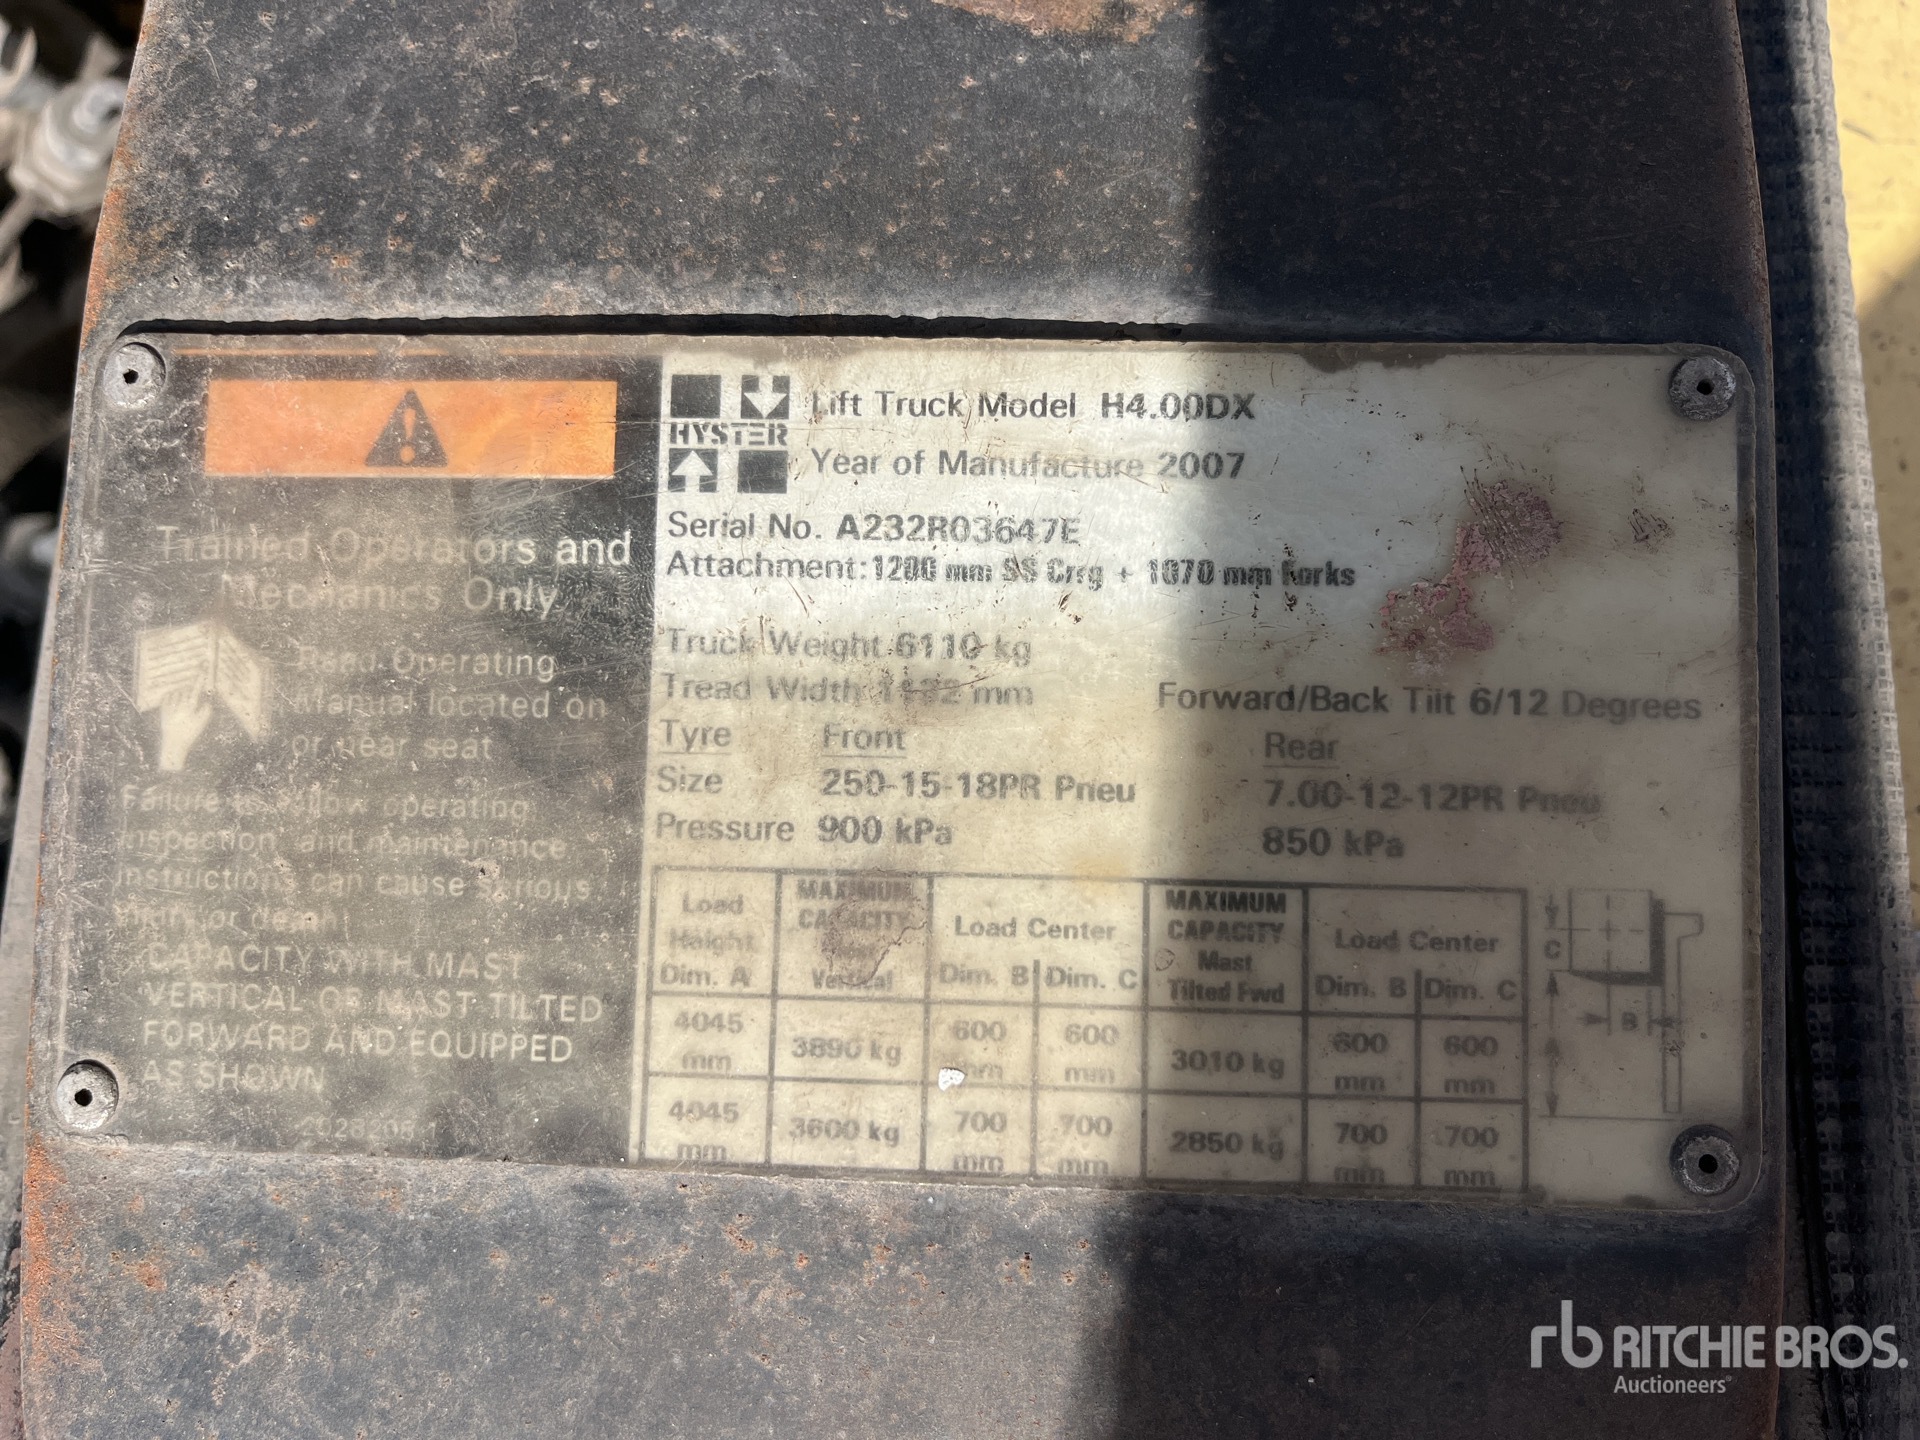 Trained Operators and
Mechanics Only
Read Operating
Manual located on
or near seat
Failure to follow operating
inspection and maintenance
instructions can cause serious
injury or death
CAPACITY WITH MAST
VERTICAL OR MAST TILTED
FORWARD AND EQUIPPED
AS SHOWN
HYSTER
Lift Truck Model H4.00DX
Year of Manufacture 2007
Serial No. A232R03647E
Attachment: 1200 mm SS Crrg + 1070 mm Forks
Truck Weight 6110 kg
Tread Width mm Forward/Back Tilt 6/12 Degrees
Tyre Front Rear
Size 250-15-18PR Pneu 7.00-12-12PR Pneu
Pressure 900 kPa 850 kPa
Load Height Dim. A
MAXIMUM CAPACITY Mast Vertical
Load Center
Dim. B Dim. C
MAXIMUM CAPACITY Mast Tilted Fwd
Load Center
Dim. B Dim. C
4045 mm 3890 kg 600 mm 600 mm 3010 kg 600 mm 600 mm
4045 mm 3600 kg 700 mm 700 mm 2850 kg 700 mm 700 mm
C
B
rb RITCHIE BROS.
Auctioneers